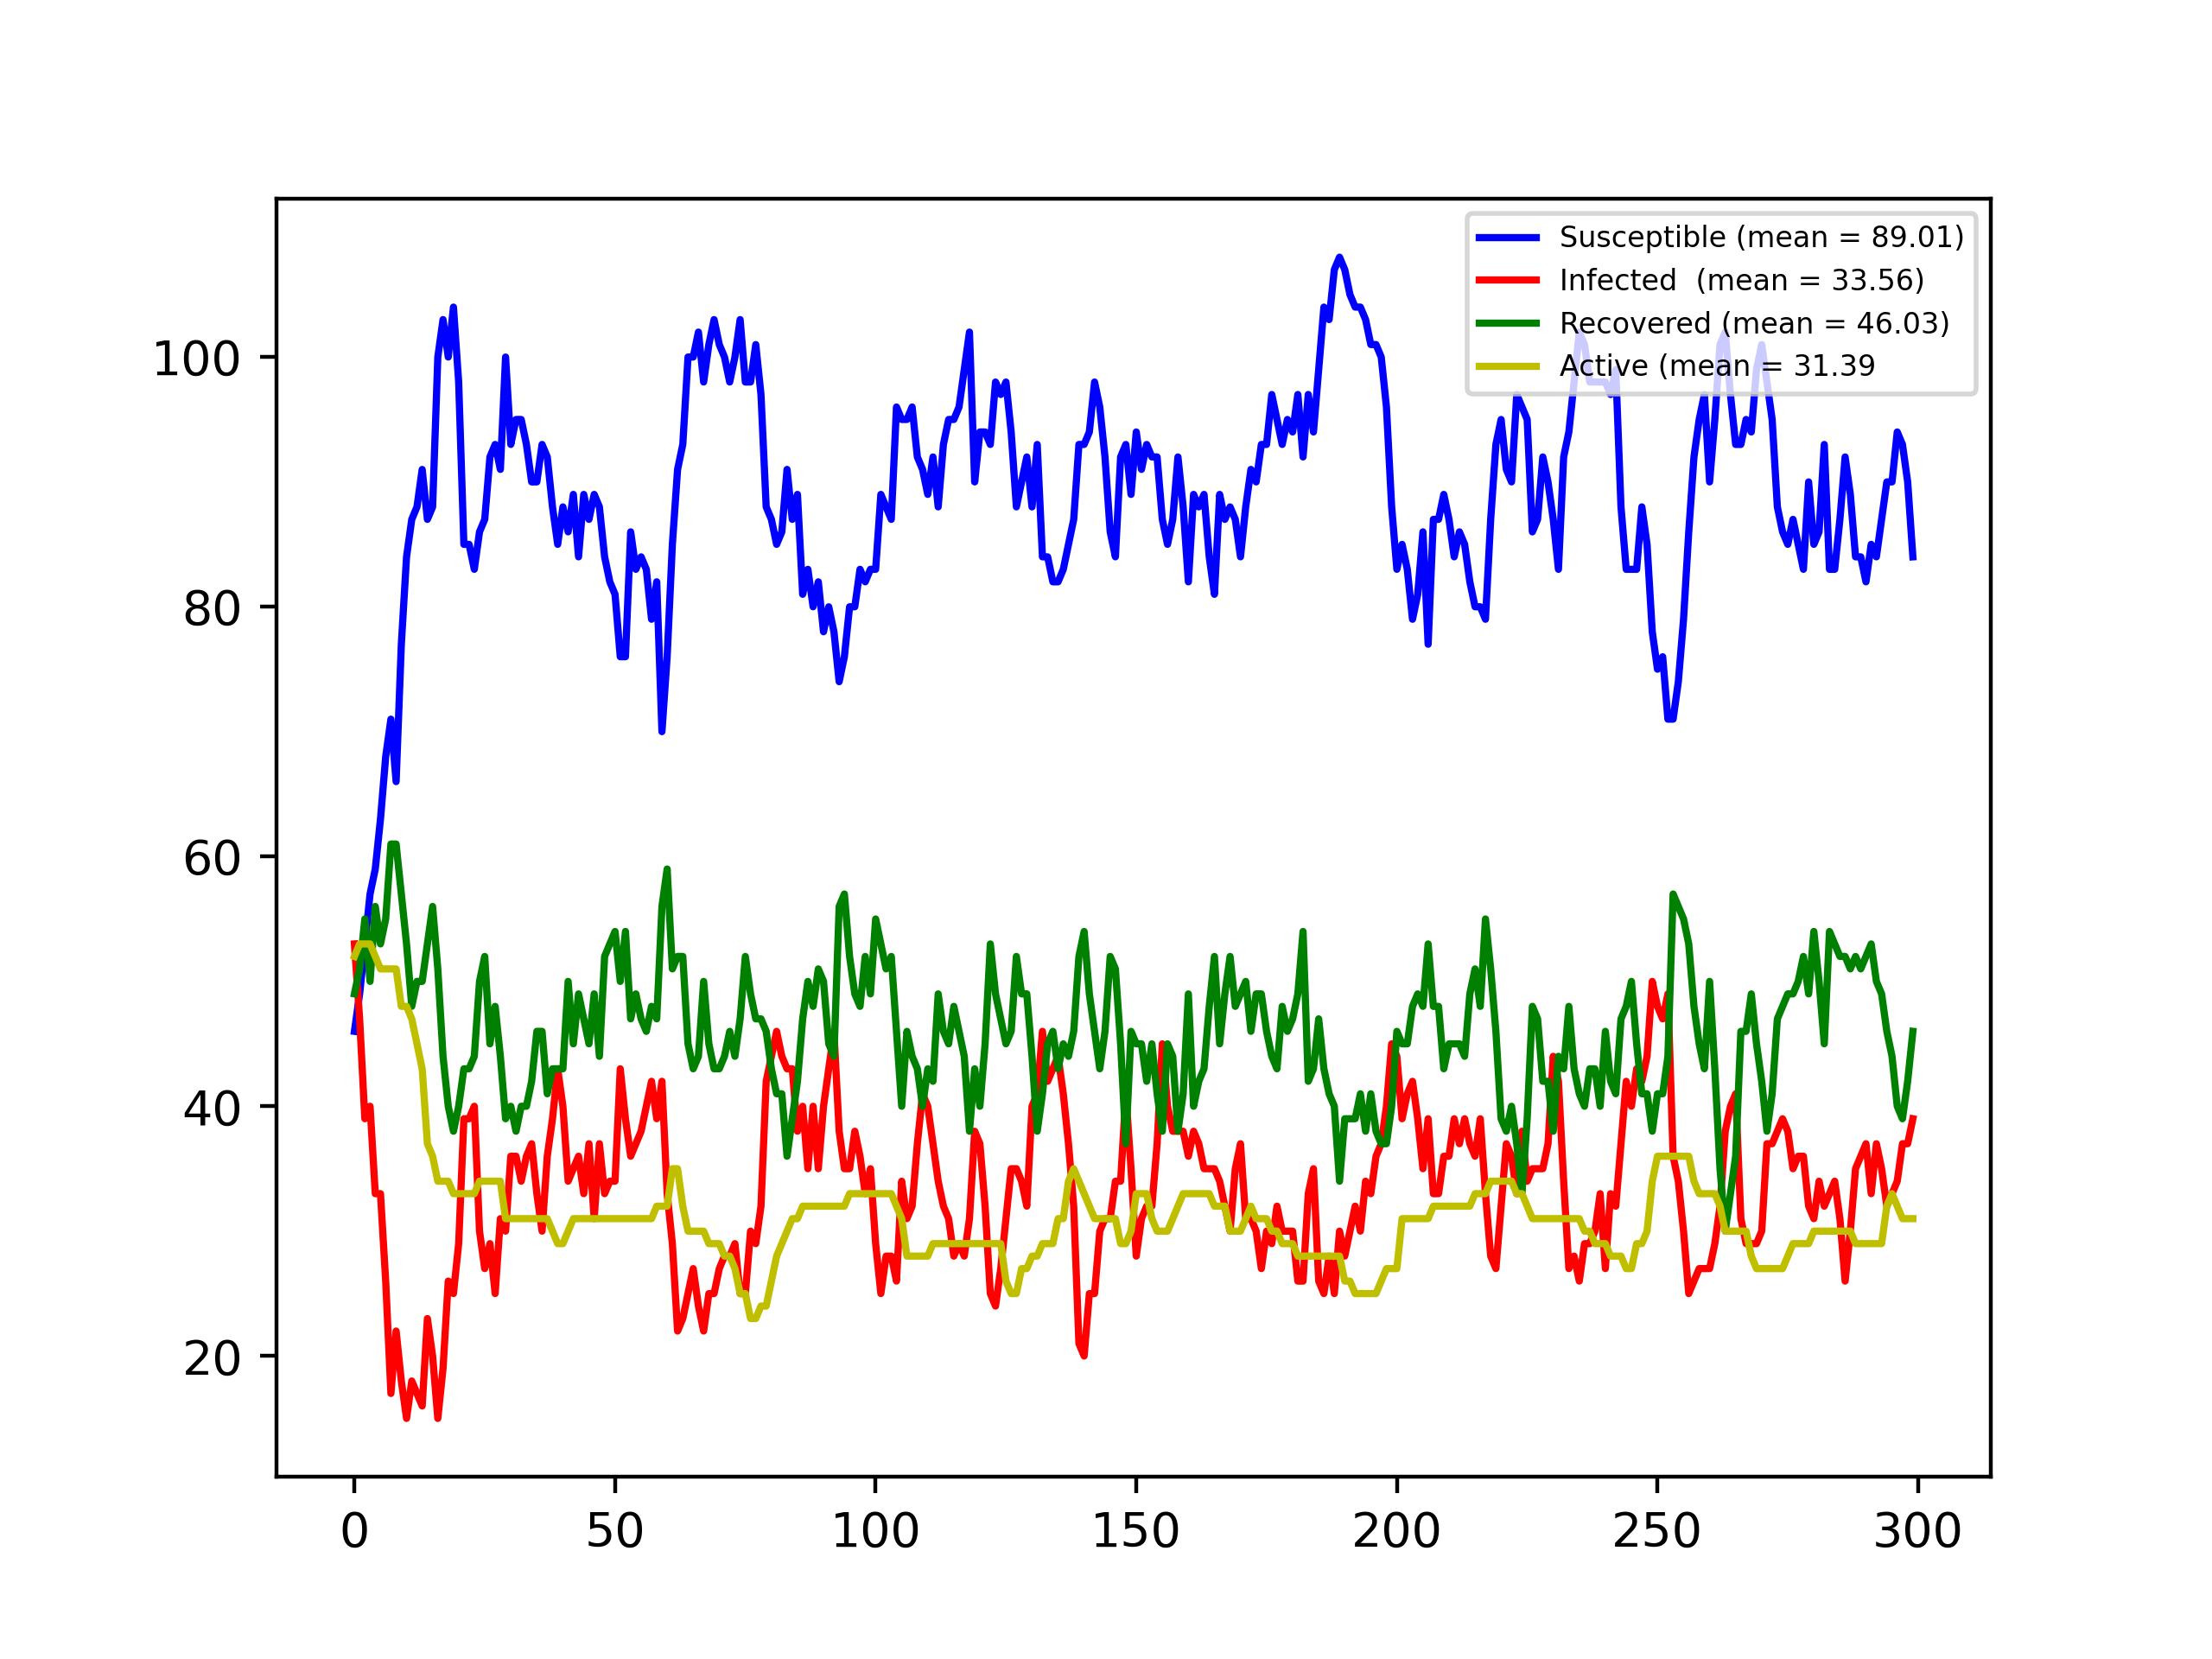 Susceptible (mean = 89.01)
Infected  (mean = 33.56)
Recovered (mean = 46.03)
Active (mean = 31.39
100
80
60
40
20
0 50 100 150 200 250 300